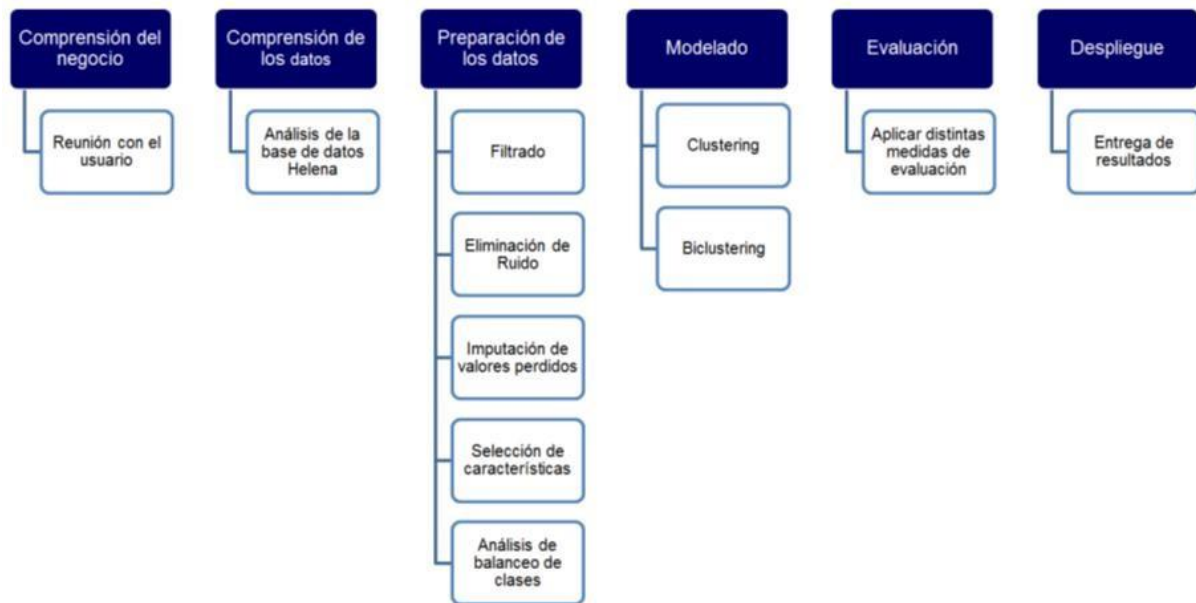 Comprensión del
negocio
Reunión con el
usuario
Comprensión de
los datos
Análisis de la
base de datos
Helena
Preparación de
los datos
Filtrado
Eliminación de
Ruido
Imputación de
valores perdidos
Selección de
características
Análisis de
balanceo de
clases
Modelado
Clustering
Biclustering
Evaluación
Aplicar distintas
medidas de
evaluación
Despliegue
Entrega de
resultados